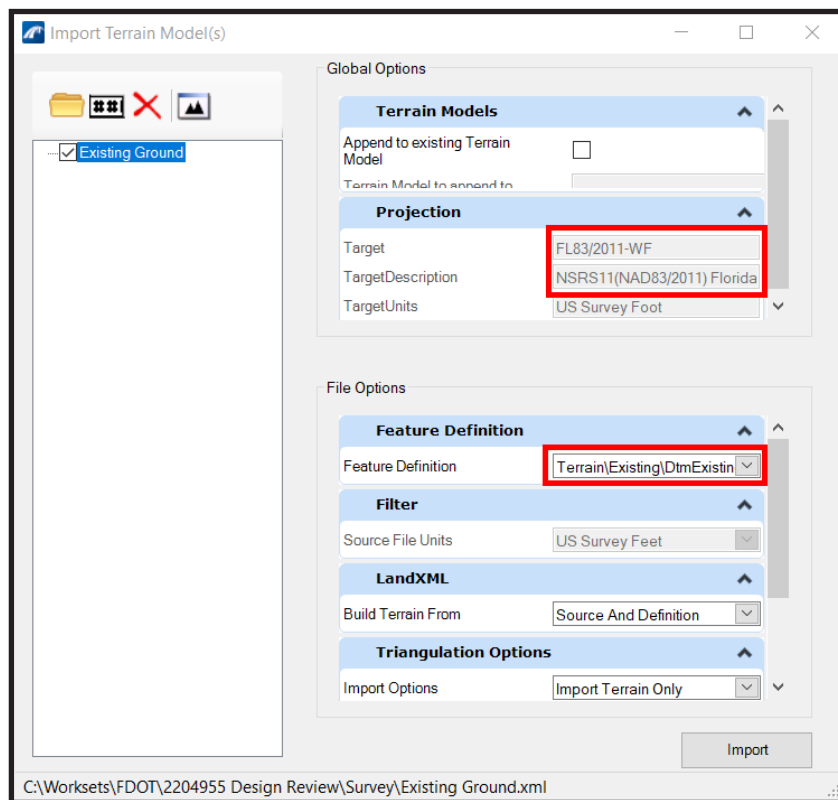 Import Terrain Model(s)
Global Options
Terrain Models
Append to existing Terrain
Model
Terrain Model to append to
Projection
Target
FL83/2011-WF
TargetDescription
NSRS11(NAD83/2011) Florida
TargetUnits
US Survey Foot
Existing Ground
File Options
Feature Definition
Feature Definition
Terrain\Existing\DtmExistin
Filter
Source File Units
US Survey Feet
LandXML
Build Terrain From
Source And Definition
Triangulation Options
Import Options
Import Terrain Only
Import
C:\Worksets\FDOT\2204955 Design Review\Survey\Existing Ground.xml